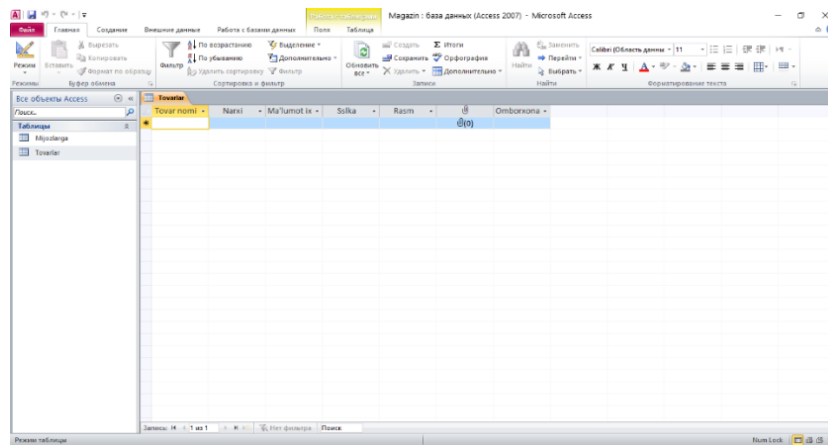 Работа с таблицами Magazin : база данных (Access 2007) - Microsoft Access
Файл Главная Создание Внешние данные Работа с базами данных Поля Таблица
Режим
Вставить
Вырезать
Копировать
Формат по образцу
Фильтр
По возрастанию
По убыванию
Удалить сортировку
Выделение
Дополнительно
Фильтр
Обновить все
Создать
Сохранить
Удалить
Итоги
Орфография
Дополнительно
Найти
Заменить
Перейти
Выбрать
Calibri (Область данны 11
Ж К Ч
Режимы Буфер обмена Сортировка и фильтр Записи Найти Форматирование текста
Все объекты Access
Поиск...
Таблицы
Mijozlarga
Tovarlar
Tovarlar
Tovar nomi Narxi Ma'lumot ix Sslka Rasm Omborxona
(0)
Запись: 1 из 1 Нет фильтра Поиск
Режим таблицы Num Lock